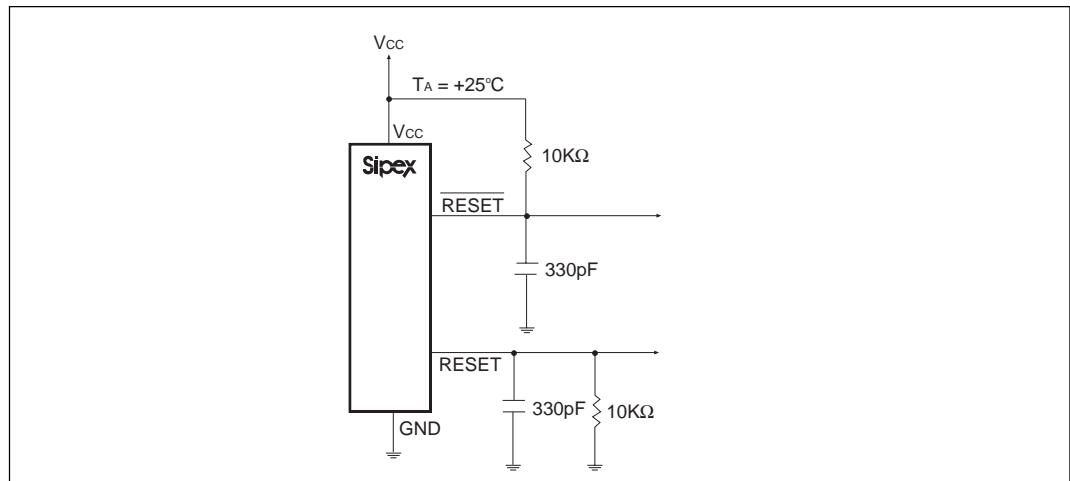 Vcc
TA = +25°C
Vcc
Sipex
10KΩ
RESET
330pF
RESET
330pF
10KΩ
GND